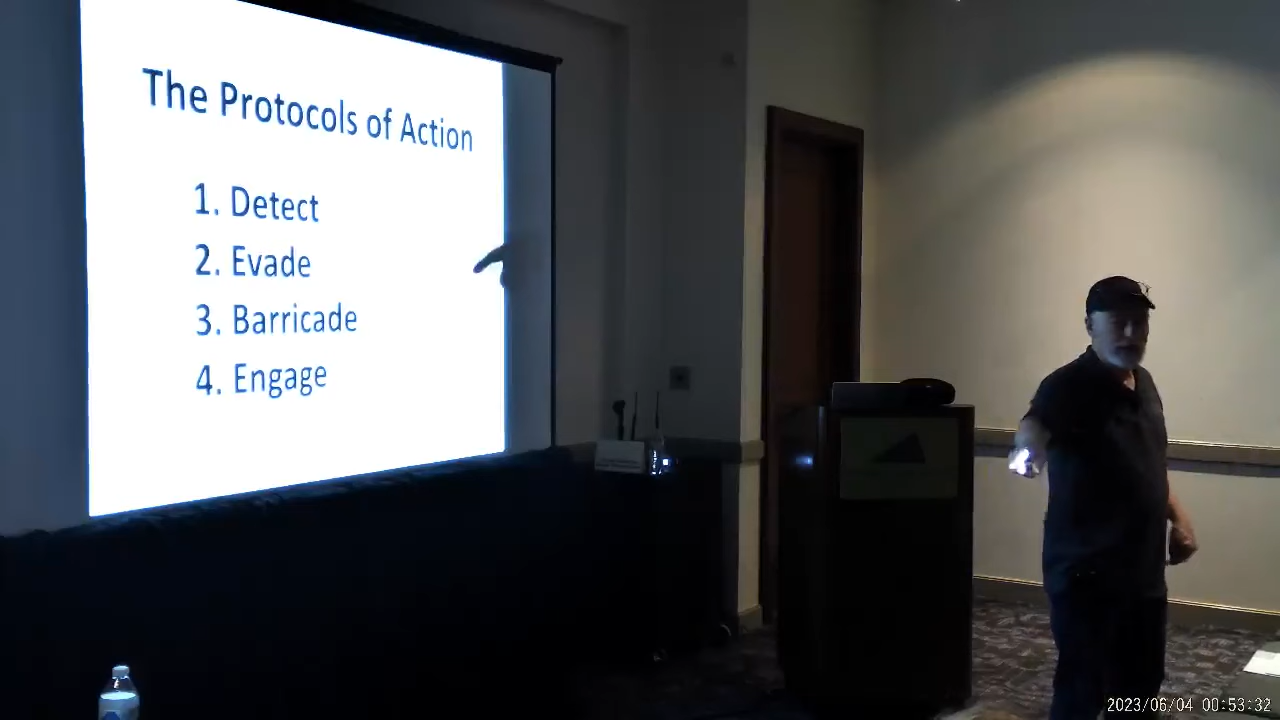 The Protocols of Action
1. Detect
2. Evade
3. Barricade
4. Engage
2023/06/04 00:53:32